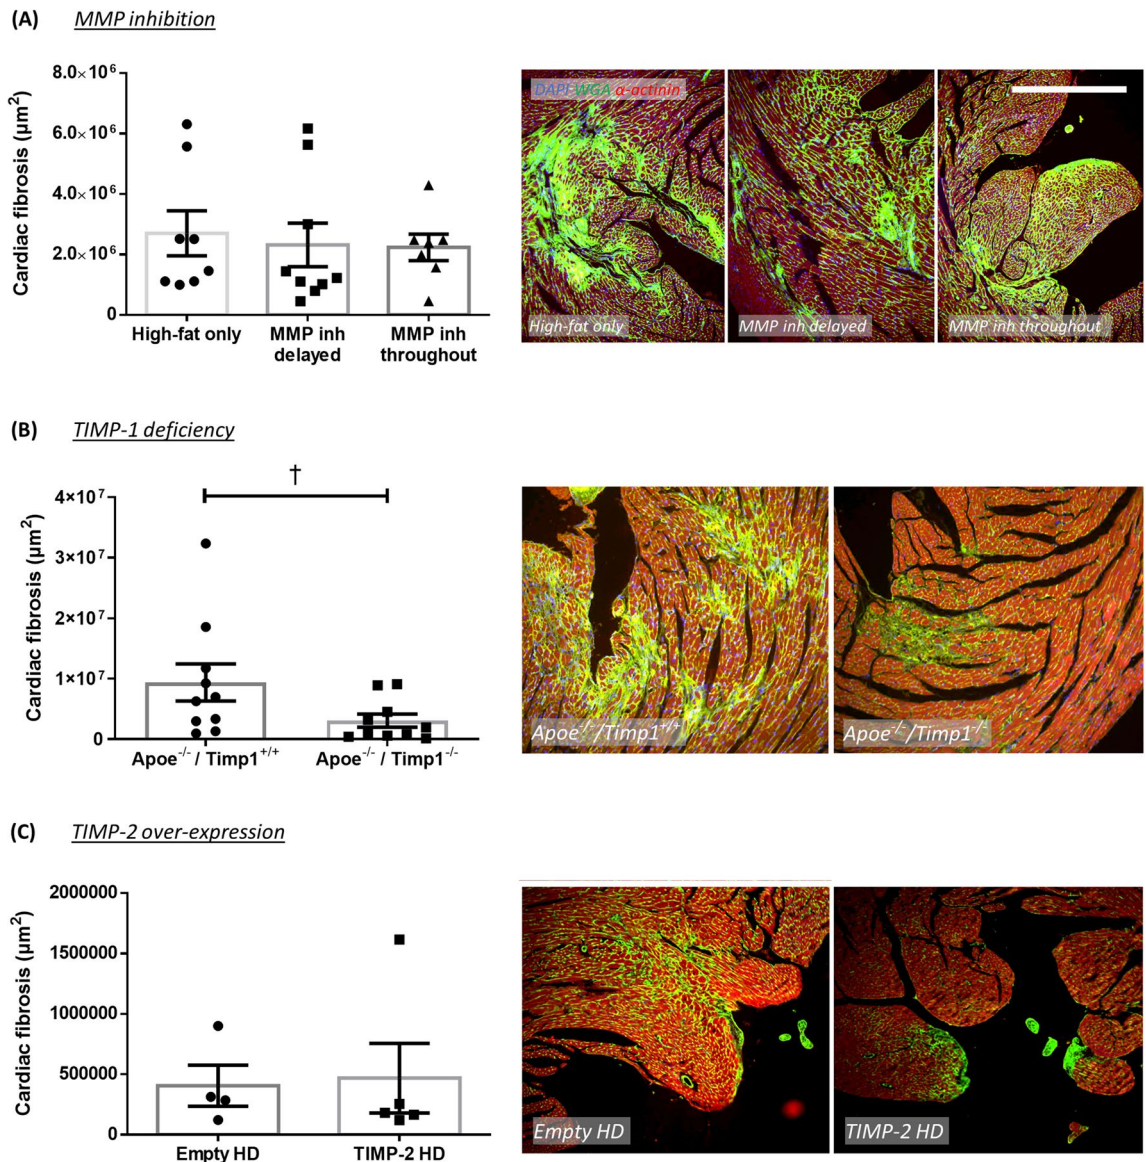 (A) MMP inhibition
Cardiac fibrosis (µm²)
8.0×10⁶
6.0×10⁶
4.0×10⁶
2.0×10⁶
0
High-fat only
MMP inh delayed
MMP inh throughout
DAPI WGA α-actinin
High-fat only
MMP inh delayed
MMP inh throughout
(B) TIMP-1 deficiency
†
Cardiac fibrosis (µm²)
4×10⁷
3×10⁷
2×10⁷
1×10⁷
0
Apoe⁻/⁻ / Timp1⁺/⁺
Apoe⁻/⁻ / Timp1⁻/⁻
Apoe⁻/⁻/Timp1⁺/⁺
Apoe⁻/⁻/Timp1⁻/⁻
(C) TIMP-2 over-expression
Cardiac fibrosis (µm²)
2000000
1500000
1000000
500000
0
Empty HD
TIMP-2 HD
Empty HD
TIMP-2 HD